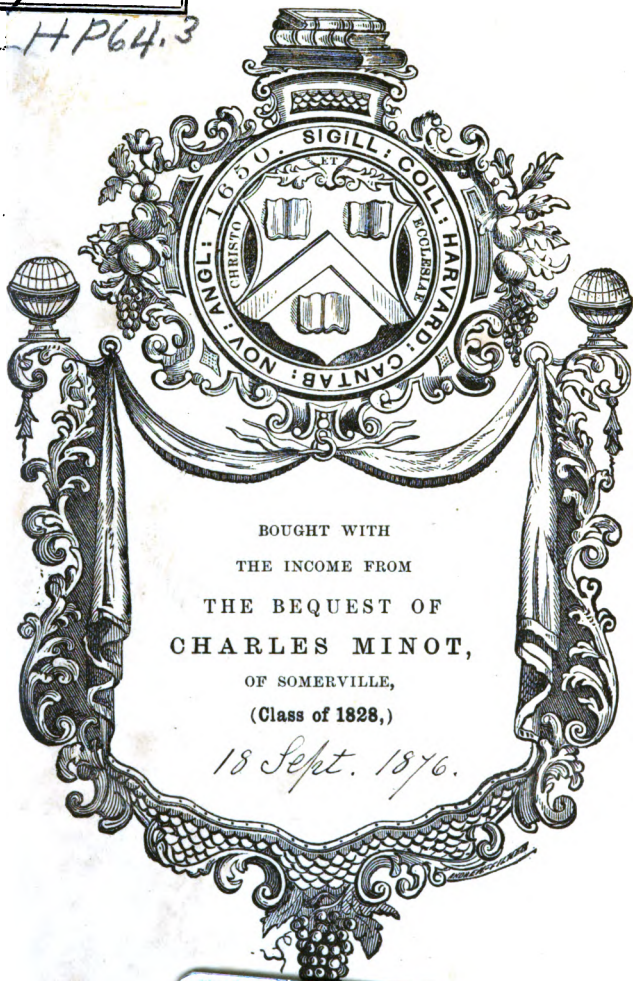 HP64.3
SIGILL: COLL: HARVARD: CANTAB: NOV: ANGL: 1650.
ET
CHRISTO
ECCLESIAE
BOUGHT WITH
THE INCOME FROM
THE BEQUEST OF
CHARLES MINOT,
OF SOMERVILLE,
(Class of 1828,)
18 Sept. 1876.